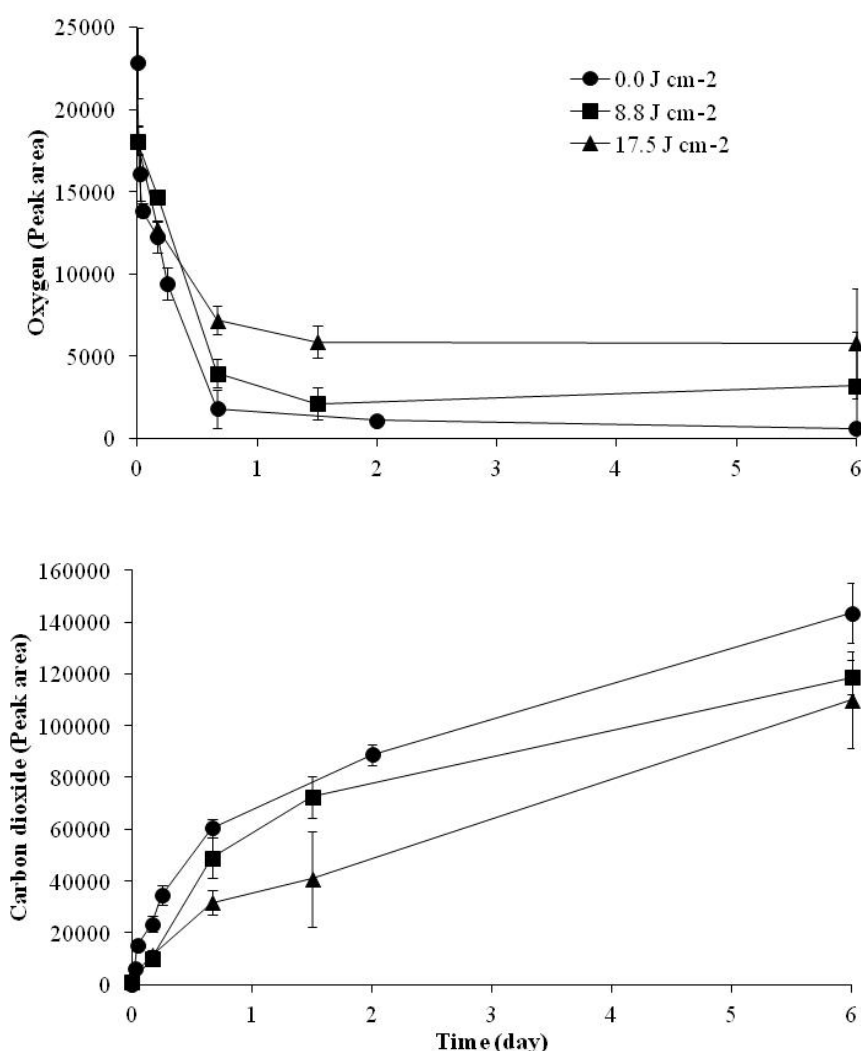 25000
20000
15000
10000
5000
0
Oxygen (Peak area)
0.0 J cm-2
8.8 J cm-2
17.5 J cm-2
0 1 2 3 4 5 6
160000
140000
120000
100000
80000
60000
40000
20000
0
Carbon dioxide (Peak area)
0 1 2 3 4 5 6
Time (day)